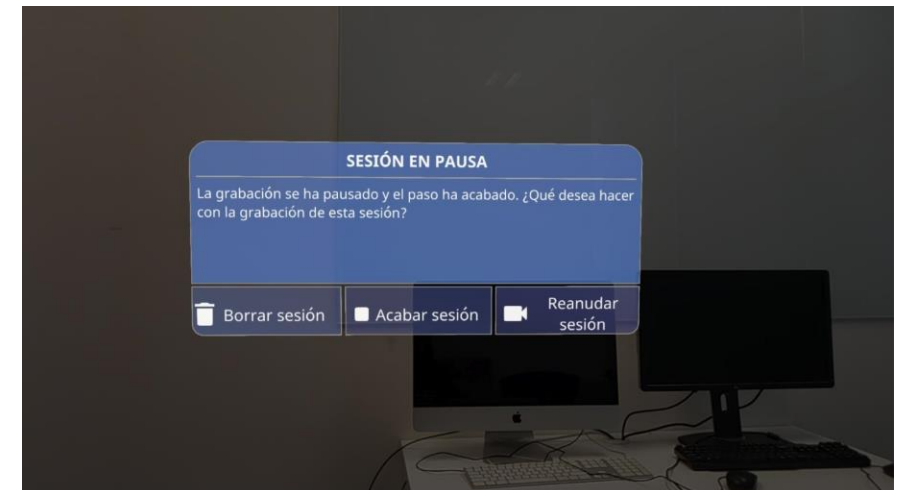 SESIÓN EN PAUSA
La grabación se ha pausado y el paso ha acabado. ¿Qué desea hacer
con la grabación de esta sesión?
Borrar sesión
Acabar sesión
Reanudar
sesión